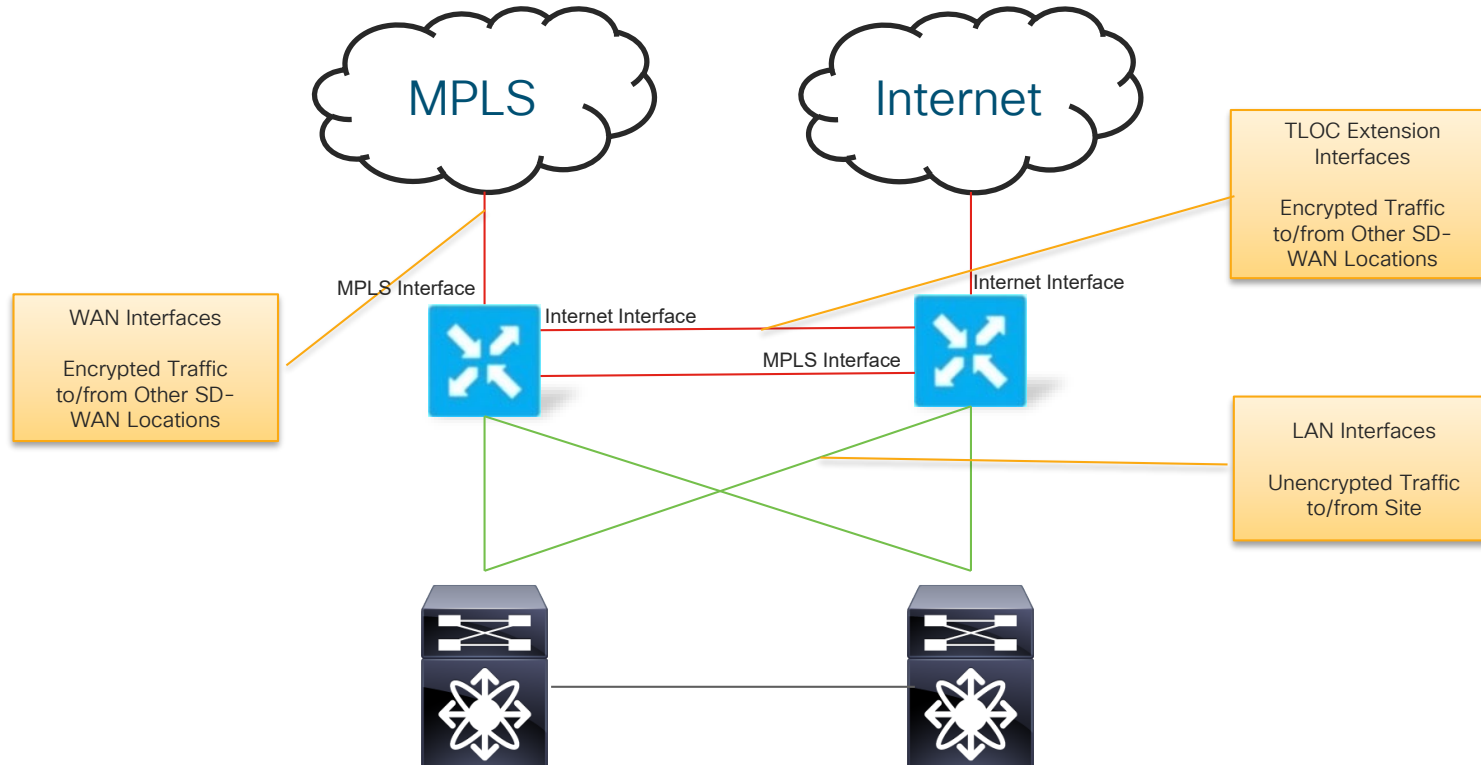 MPLS
Internet
TLOC Extension
Interfaces
Encrypted Traffic
to/from Other SD-
WAN Locations
MPLS Interface
Internet Interface
WAN Interfaces
Encrypted Traffic
to/from Other SD-
WAN Locations
Internet Interface
MPLS Interface
LAN Interfaces
Unencrypted Traffic
to/from Site